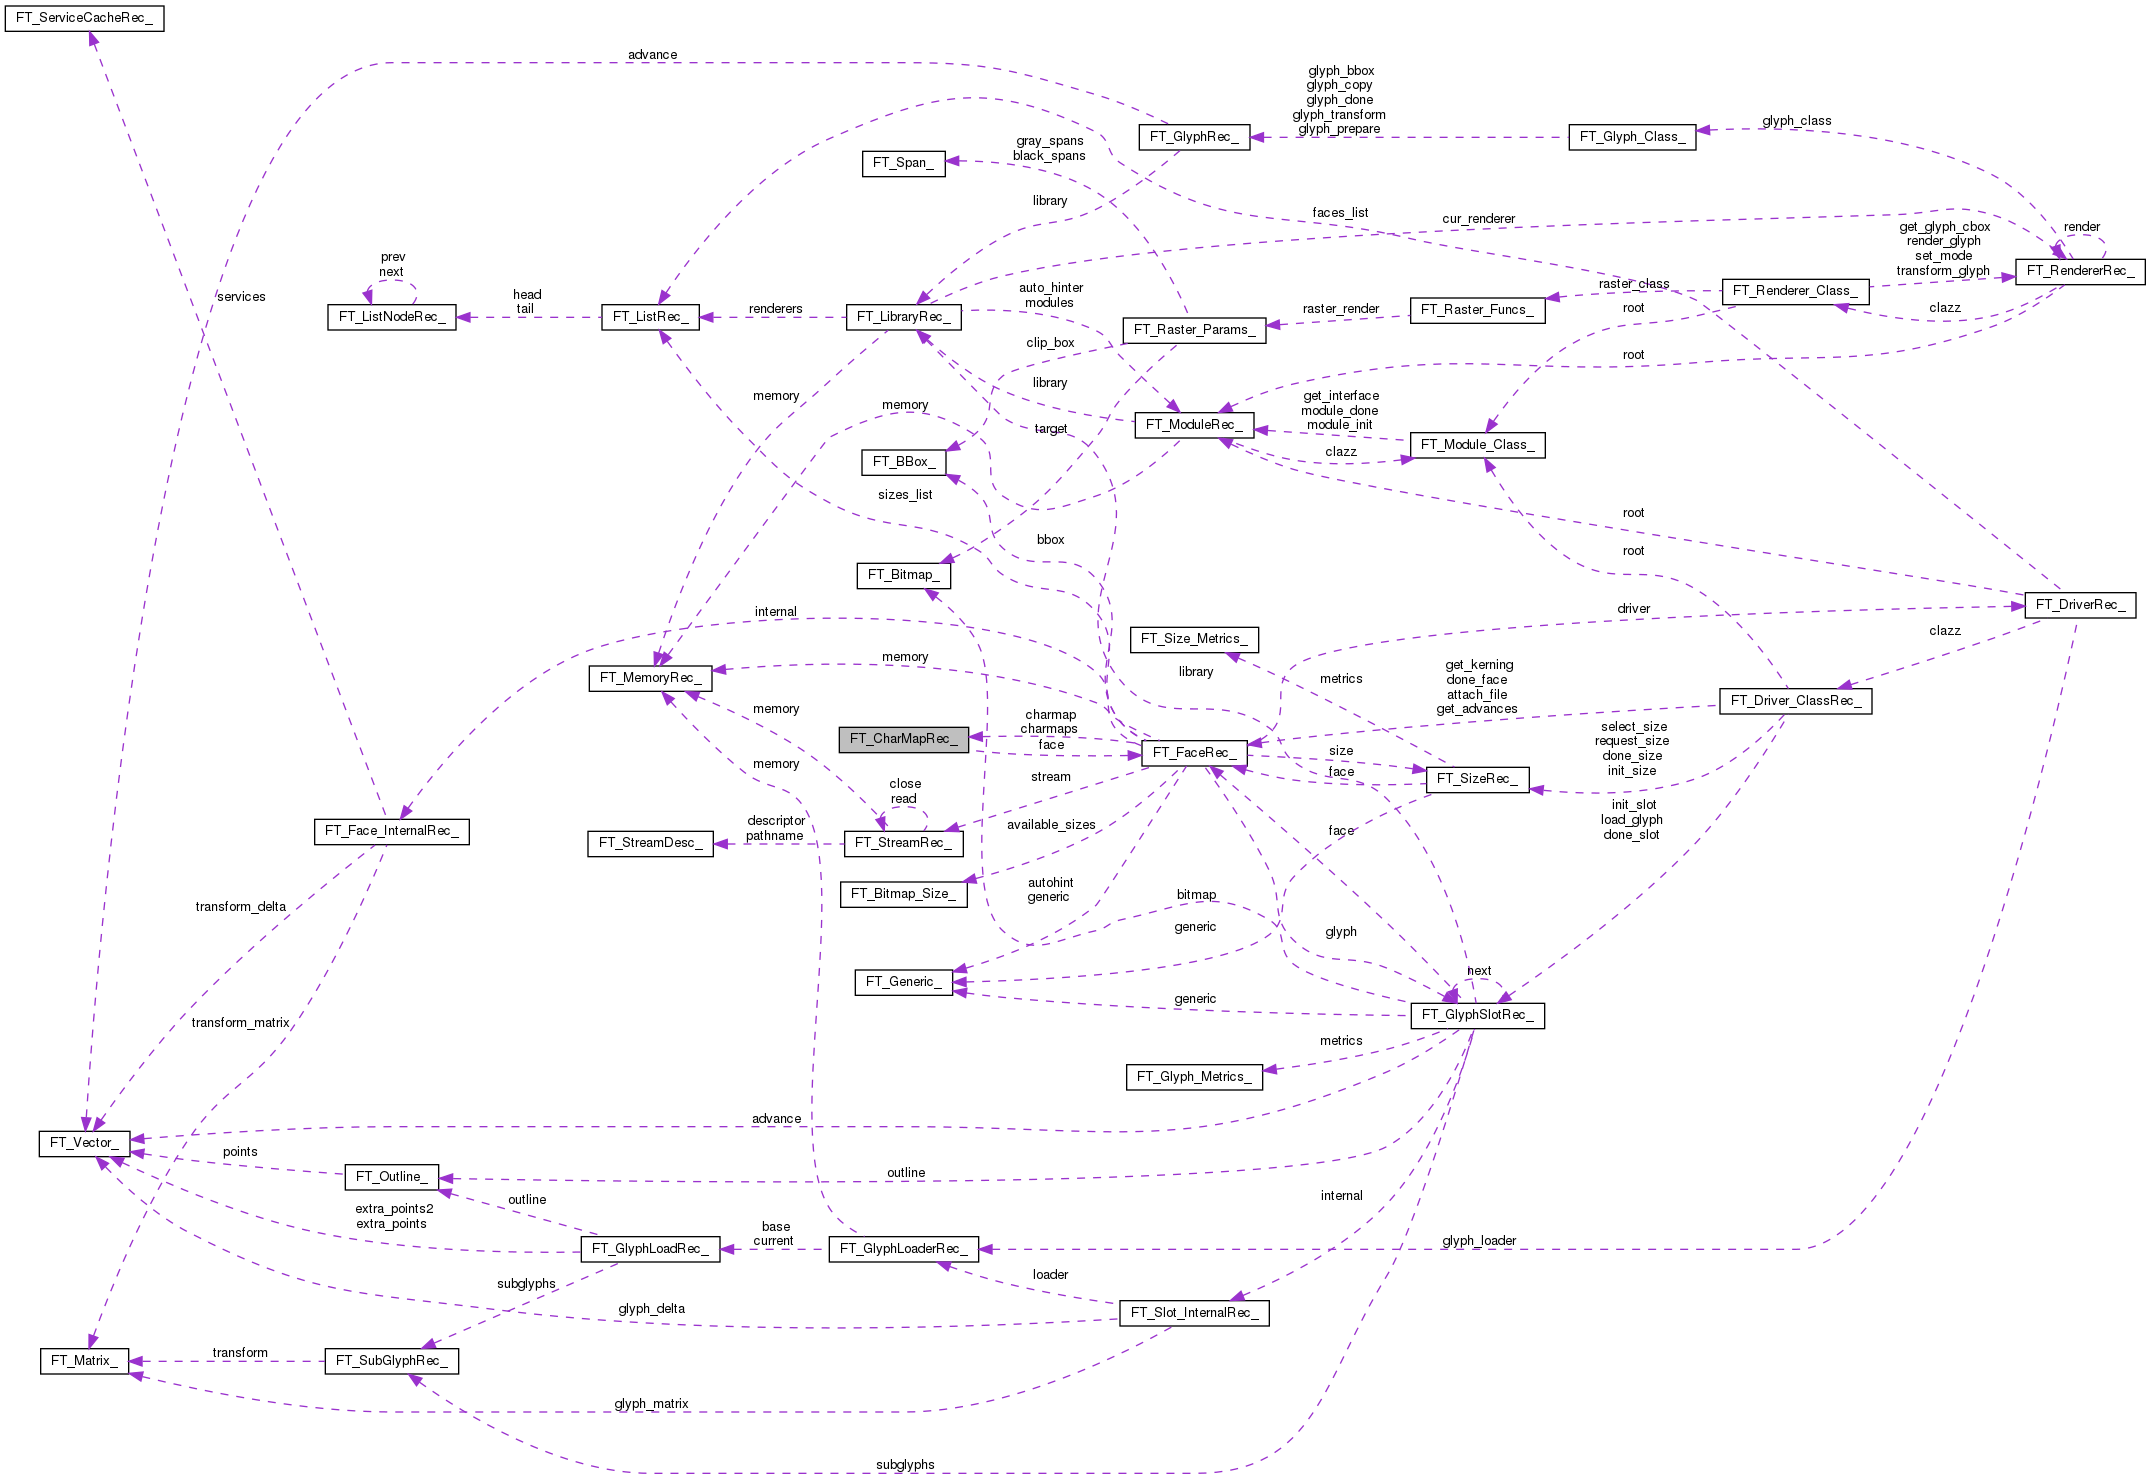 FT_ServiceCacheRec_
advance
glyph_bbox
glyph_copy
glyph_done
glyph_transform
glyph_prepare
FT_GlyphRec_
FT_Glyph_Class_
glyph_class
FT_Span_
gray_spans
black_spans
library
faces_list
cur_renderer
render
get_glyph_cbox
render_glyph
set_mode
transform_glyph
FT_RendererRec_
prev
next
services
FT_ListNodeRec_
head
tail
FT_ListRec_
renderers
FT_LibraryRec_
auto_hinter
modules
FT_Raster_Params_
raster_render
FT_Raster_Funcs_
raster_class
FT_Renderer_Class_
root
clazz
clip_box
root
memory
library
memory
target
FT_ModuleRec_
get_interface
module_done
module_init
FT_Module_Class_
clazz
FT_BBox_
sizes_list
root
bbox
root
FT_Bitmap_
internal
FT_Size_Metrics_
driver
FT_DriverRec_
clazz
FT_MemoryRec_
memory
library
metrics
get_kerning
done_face
attach_file
get_advances
FT_Driver_ClassRec_
memory
FT_CharMapRec_
charmap
charmaps
face
FT_FaceRec_
size
face
FT_SizeRec_
select_size
request_size
done_size
init_size
memory
stream
close
read
FT_Face_InternalRec_
FT_StreamDesc_
descriptor
pathname
FT_StreamRec_
available_sizes
face
init_slot
load_glyph
done_slot
FT_Bitmap_Size_
autohint
generic
bitmap
transform_delta
generic
glyph
FT_Generic_
next
generic
FT_GlyphSlotRec_
transform_matrix
metrics
FT_Glyph_Metrics_
advance
FT_Vector_
points
FT_Outline_
outline
internal
outline
extra_points2
extra_points
FT_GlyphLoadRec_
base
current
FT_GlyphLoaderRec_
glyph_loader
loader
subglyphs
glyph_delta
FT_Slot_InternalRec_
FT_Matrix_
transform
FT_SubGlyphRec_
glyph_matrix
subglyphs